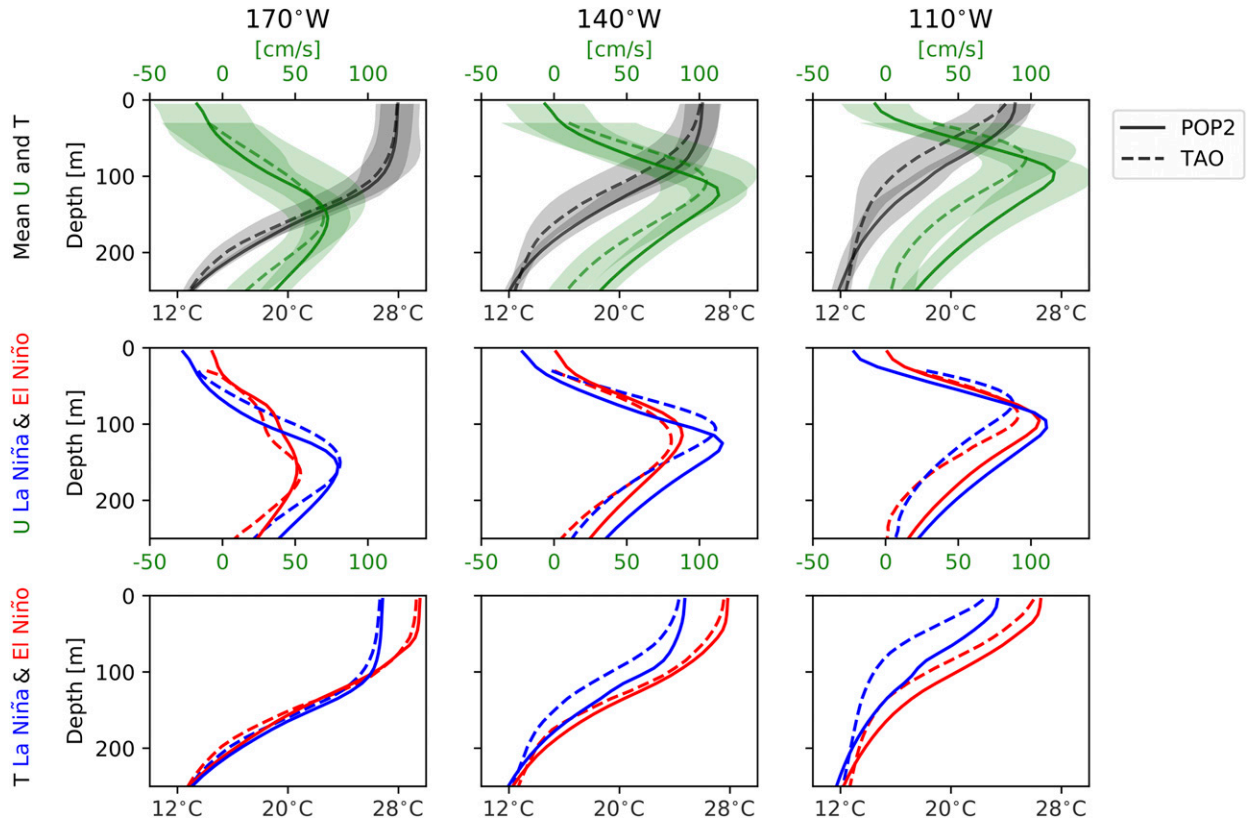 170°W 140°W 110°W
[cm/s] [cm/s] [cm/s]
-50 0 50 100 -50 0 50 100 -50 0 50 100
Mean U and T
Depth [m]
0
100
200
POP2
TAO
12°C 20°C 28°C 12°C 20°C 28°C 12°C 20°C 28°C
U La Niña & El Niño
Depth [m]
0
100
200
-50 0 50 100 -50 0 50 100 -50 0 50 100
T La Niña & El Niño
Depth [m]
0
100
200
12°C 20°C 28°C 12°C 20°C 28°C 12°C 20°C 28°C